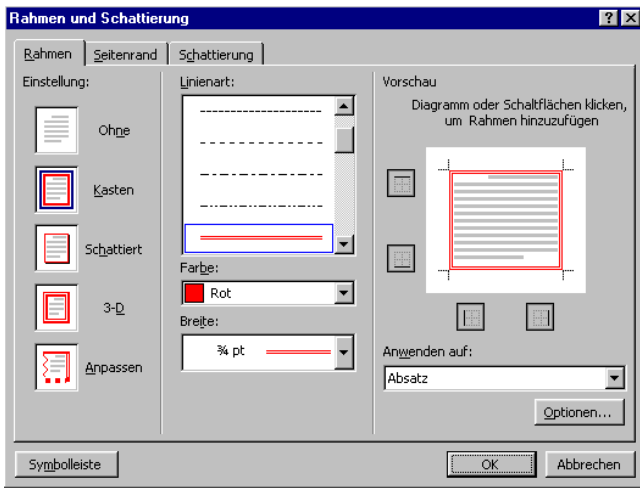 Rahmen und Schattierung
Rahmen
Seitenrand
Schattierung
Einstellung:
Ohne
Kasten
Schattiert
3-D
Anpassen
Linienart:
Farbe:
Rot
Breite:
¾ pt
Vorschau
Diagramm oder Schaltflächen klicken,
um Rahmen hinzuzufügen
Anwenden auf:
Absatz
Optionen...
Symbolleiste
OK
Abbrechen